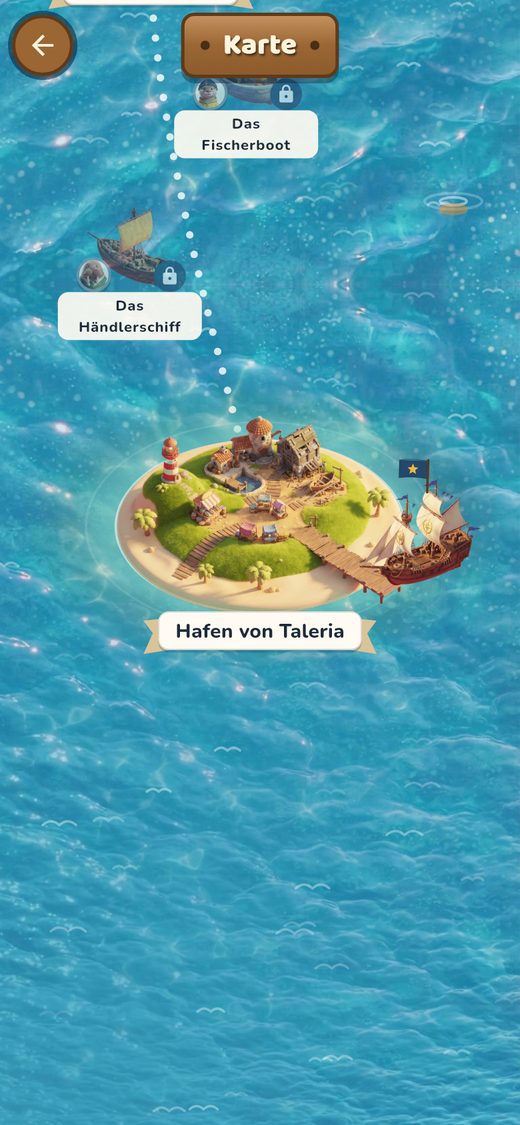 Karte
Das
Fischerboot
Das
Händlerschiff
Hafen von Taleria